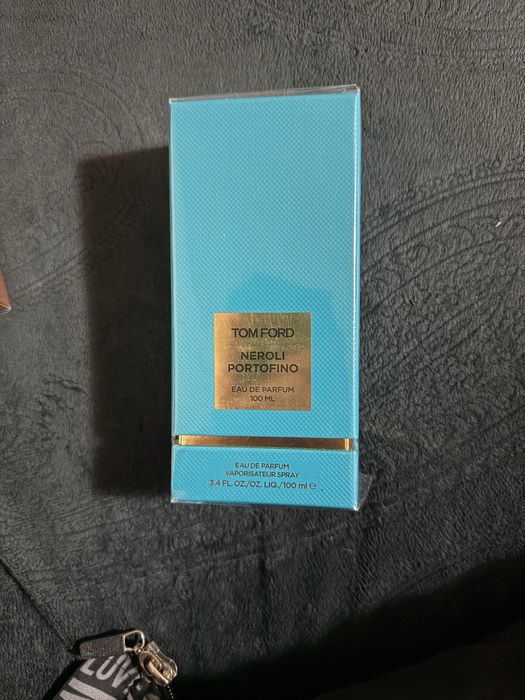 TOM FORD
NEROLI
PORTOFINO
EAU DE PARFUM
100 ML
EAU DE PARFUM
VAPORISATEUR SPRAY
3.4 FL. OZ./OZ. LIQ./100 ml ℮
LOVE